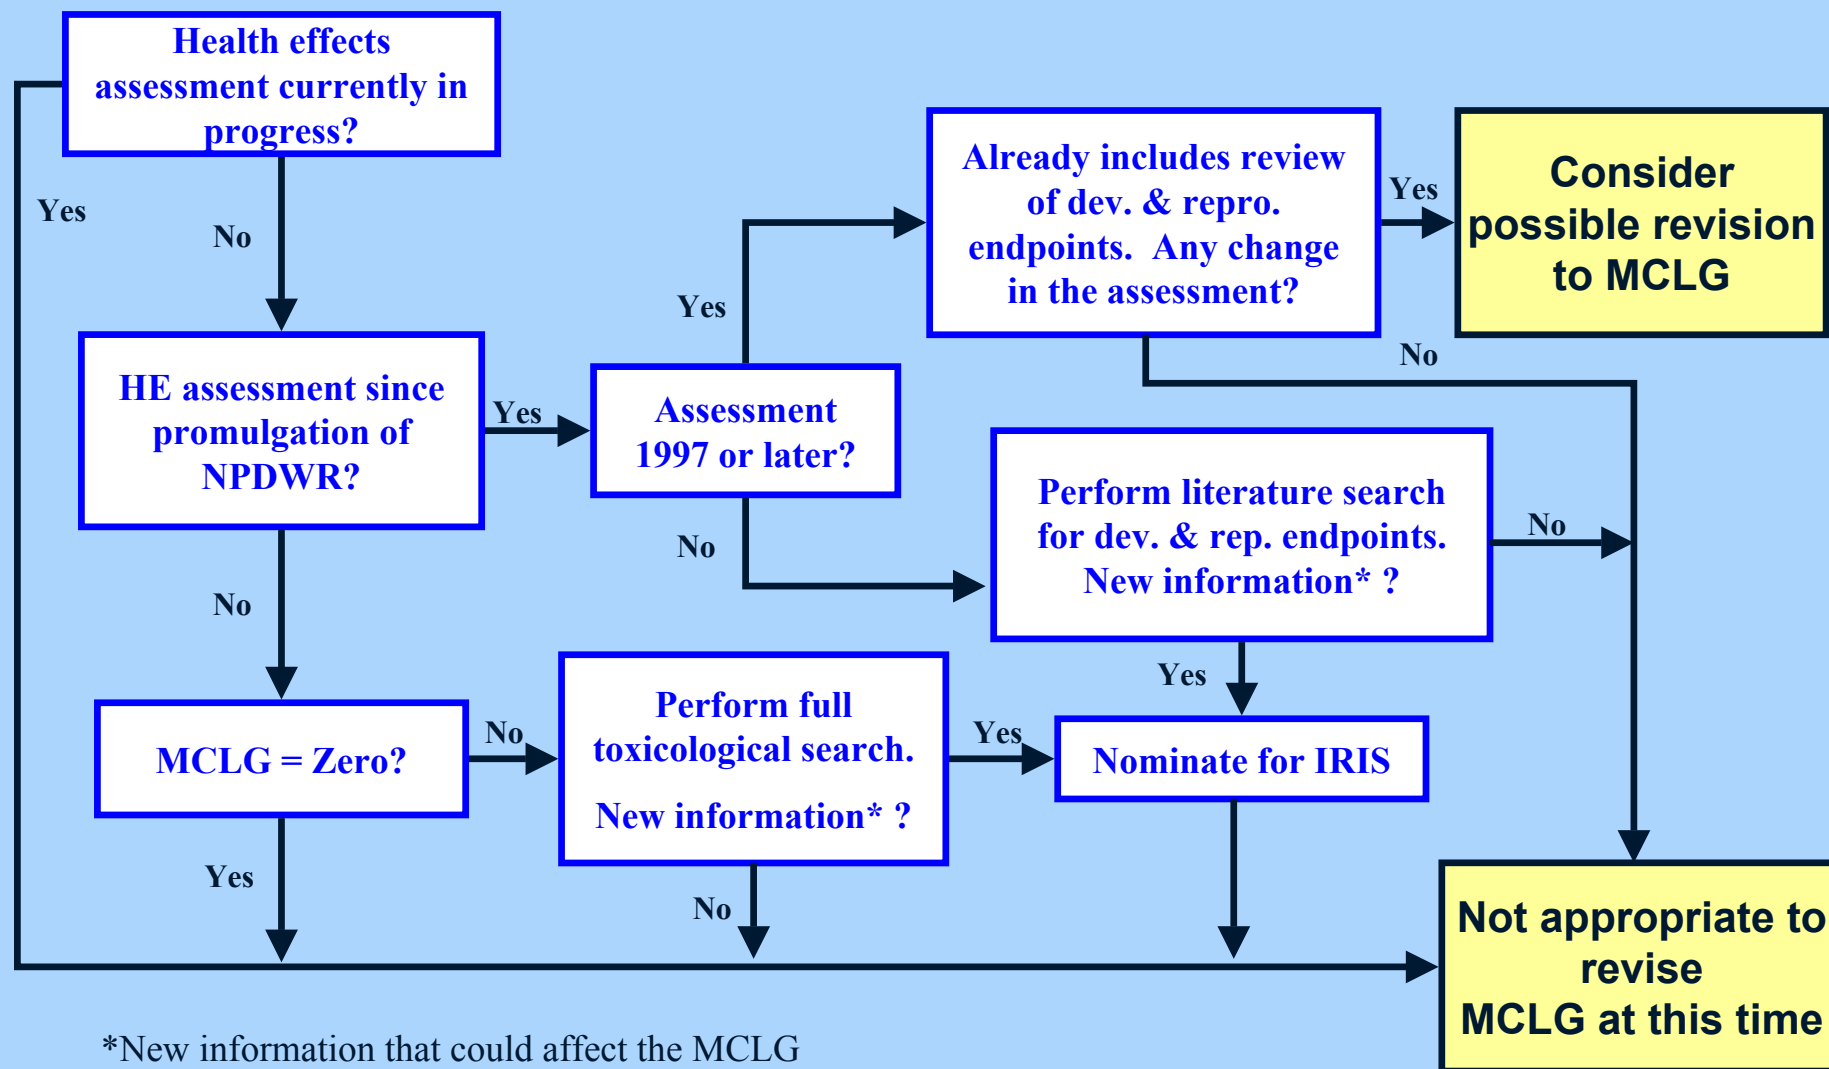 Health effects
assessment currently in
progress?
Yes
No
HE assessment since
promulgation of
NPDWR?
Yes
No
MCLG = Zero?
No
Yes
Perform full
toxicological search.
New information* ?
Yes
No
Assessment
1997 or later?
Yes
No
Already includes review
of dev. & repro.
endpoints. Any change
in the assessment?
Yes
No
Consider
possible revision
to MCLG
Perform literature search
for dev. & rep. endpoints.
New information* ?
No
Yes
Nominate for IRIS
Not appropriate to
revise
MCLG at this time
*New information that could affect the MCLG